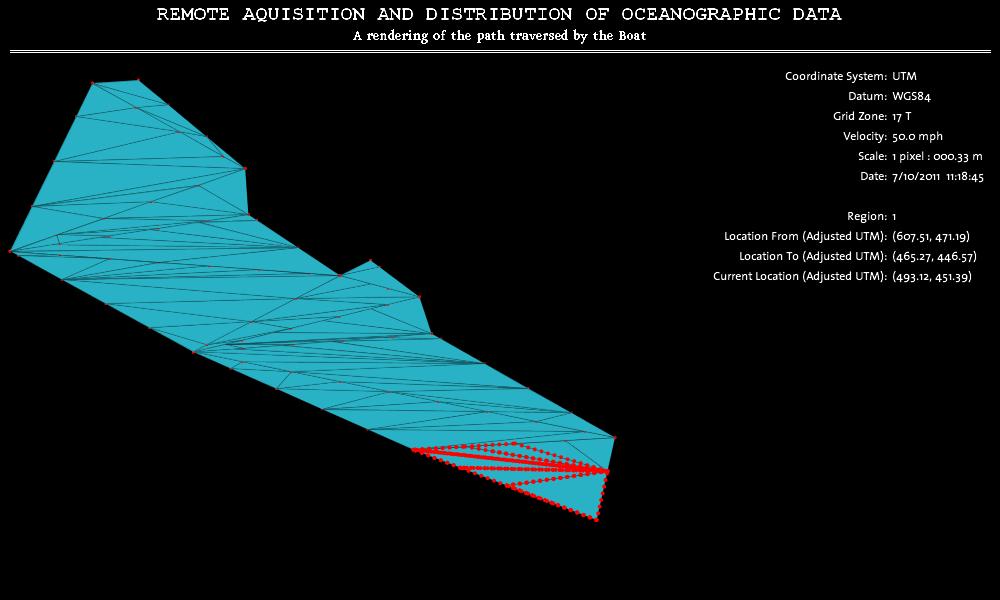 REMOTE AQUISITION AND DISTRIBUTION OF OCEANOGRAPHIC DATA
A rendering of the path traversed by the Boat
Coordinate System: UTM
Datum: WGS84
Grid Zone: 17 T
Velocity: 50.0 mph
Scale: 1 pixel : 000.33 m
Date: 7/10/2011 11:18:45
Region: 1
Location From (Adjusted UTM): (607.51, 471.19)
Location To (Adjusted UTM): (465.27, 446.57)
Current Location (Adjusted UTM): (493.12, 451.39)